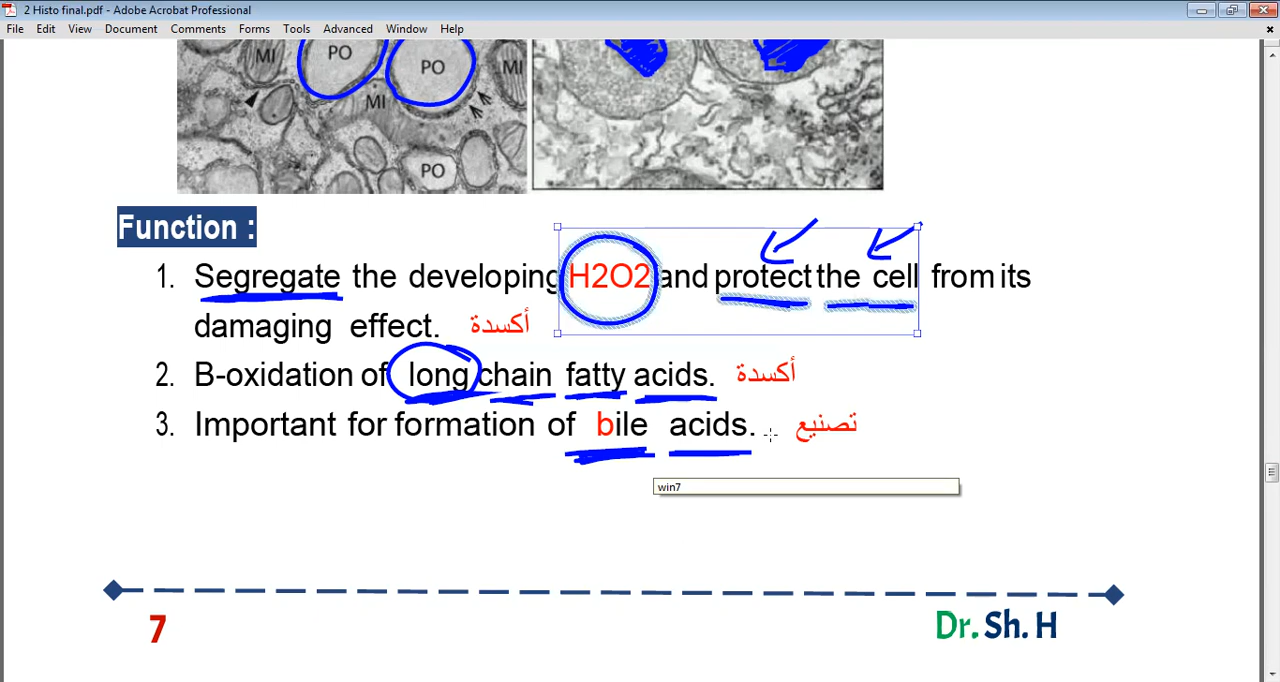 2 Histo final.pdf - Adobe Acrobat Professional
File Edit View Document Comments Forms Tools Advanced Window Help
MI PO PO MI
MI
PO PO
Function :
1. Segregate the developing H2O2 and protect the cell from its
damaging effect. أكسدة
2. B-oxidation of long chain fatty acids. أكسدة
3. Important for formation of bile acids. تصنيع
win7
7 Dr. Sh. H